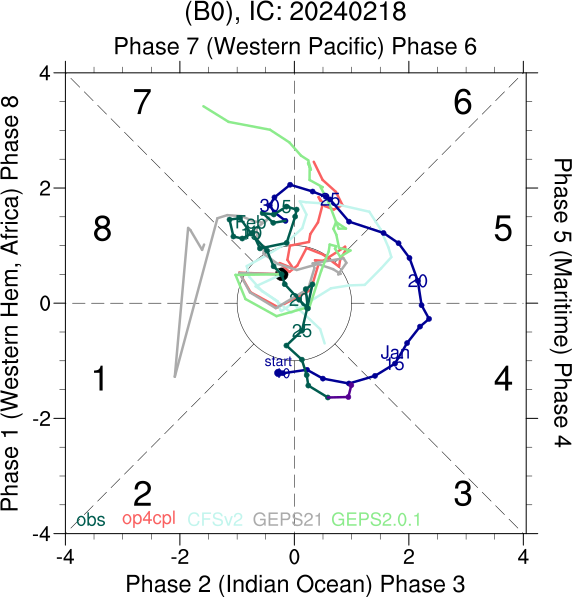 (B0), IC: 20240218
Phase 7 (Western Pacific) Phase 6
Phase 1 (Western Hem, Africa) Phase 8
Phase 5 (Maritime) Phase 4
4
2
0
-2
-4
7
6
8
5
1
4
2
3
30
5
25
Feb
10
20
20
25
Jan
15
start
10
obs op4cpl CFSv2 GEPS21 GEPS2.0.1
-4 -2 0 2 4
Phase 2 (Indian Ocean) Phase 3